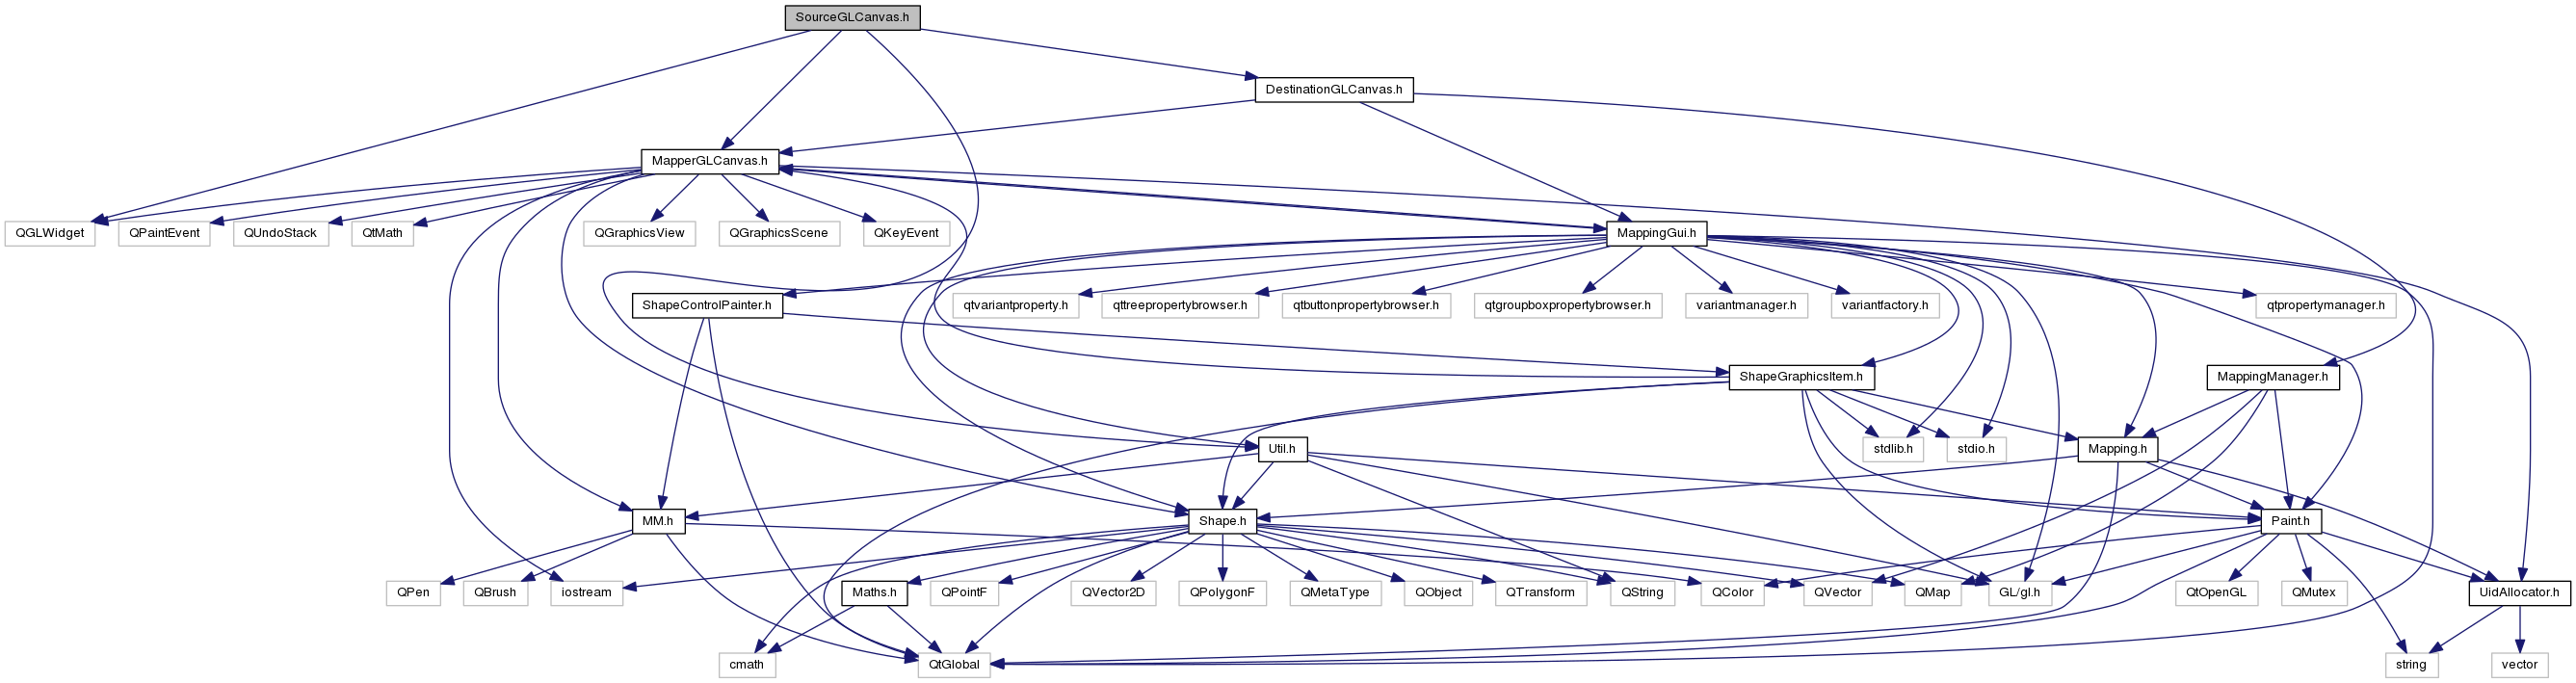 SourceGLCanvas.h
DestinationGLCanvas.h
MapperGLCanvas.h
QGLWidget
QPaintEvent
QUndoStack
QtMath
QGraphicsView
QGraphicsScene
QKeyEvent
MappingGui.h
ShapeControlPainter.h
qtvariantproperty.h
qttreepropertybrowser.h
qtbuttonpropertybrowser.h
qtgroupboxpropertybrowser.h
variantmanager.h
variantfactory.h
qtpropertymanager.h
ShapeGraphicsItem.h
MappingManager.h
Util.h
stdlib.h
stdio.h
Mapping.h
MM.h
Shape.h
Paint.h
QPen
QBrush
iostream
Maths.h
QPointF
QVector2D
QPolygonF
QMetaType
QObject
QTransform
QString
QColor
QVector
QMap
GL/gl.h
QtOpenGL
QMutex
UidAllocator.h
cmath
QtGlobal
string
vector